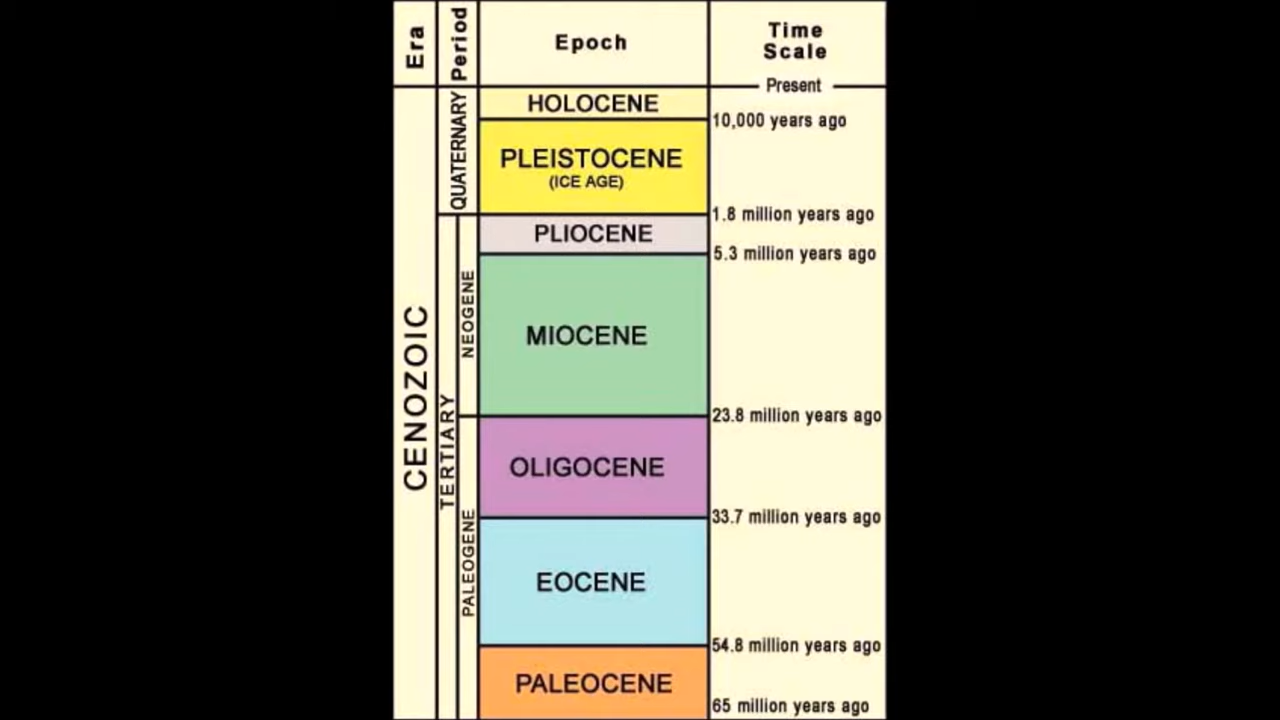 Era
Period
Epoch
Time
Scale
Present
HOLOCENE
10,000 years ago
QUATERNARY
PLEISTOCENE
(ICE AGE)
1.8 million years ago
PLIOCENE
5.3 million years ago
NEOGENE
MIOCENE
CENOZOIC
23.8 million years ago
TERTIARY
OLIGOCENE
33.7 million years ago
PALEOGENE
EOCENE
54.8 million years ago
PALEOCENE
65 million years ago